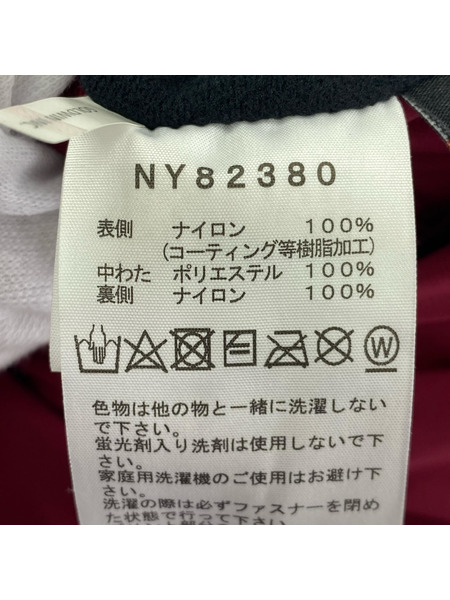 GOLDWIN INC.
NY82380
表側 ナイロン 100%
(コーティング等樹脂加工)
中わた ポリエステル 100%
裏側 ナイロン 100%
W
色物は他の物と一緒に洗濯しない
で下さい。
蛍光剤入り洗剤は使用しないで下
さい。
家庭用洗濯機のご使用はお避け下
さい。
洗濯の際は必ずファスナーを閉め
た状態で行って下さい